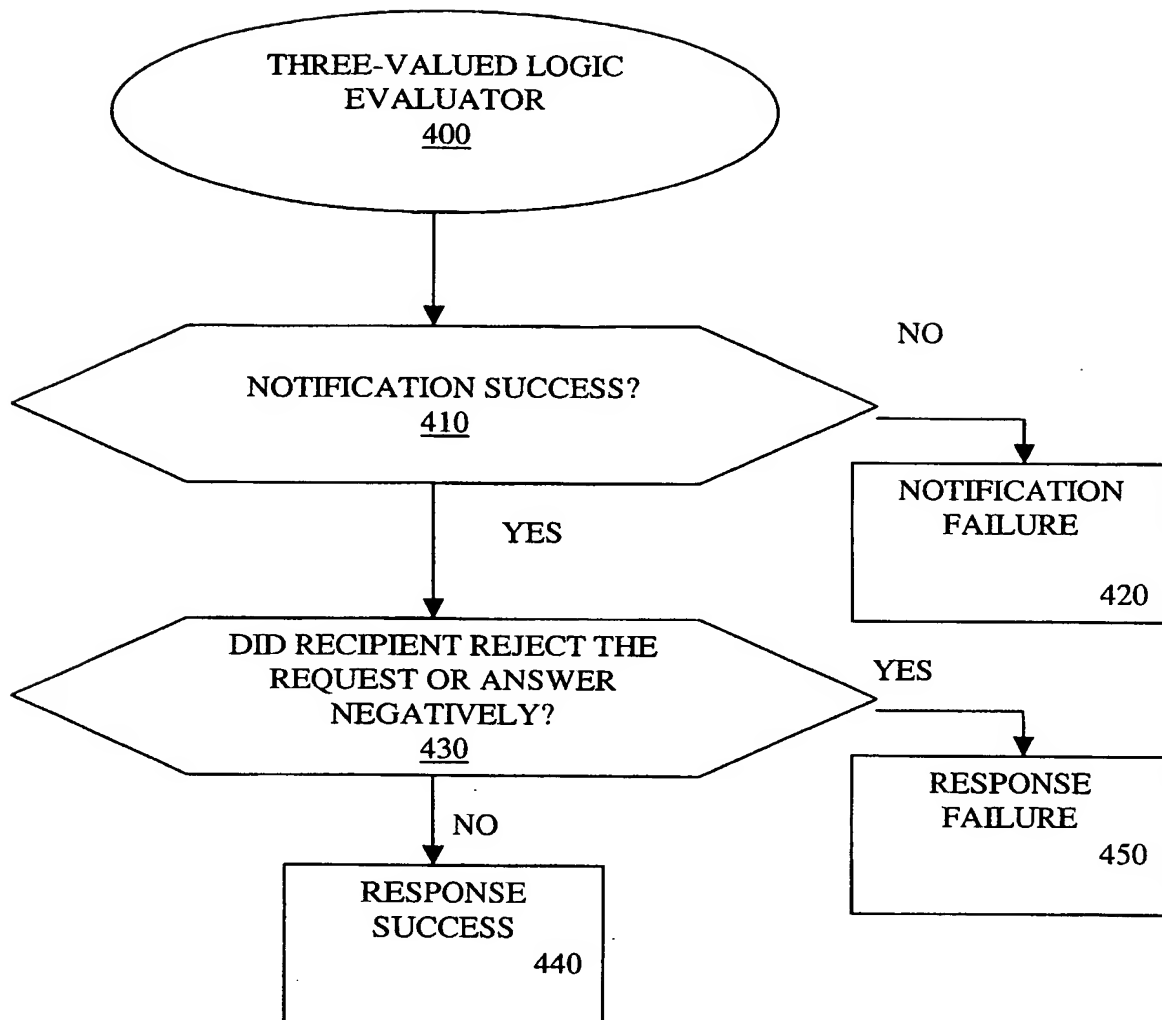 THREE-VALUED LOGIC
EVALUATOR
400
NO
NOTIFICATION SUCCESS?
410
NOTIFICATION
FAILURE
420
YES
DID RECIPIENT REJECT THE
REQUEST OR ANSWER
NEGATIVELY?
430
YES
RESPONSE
FAILURE
450
NO
RESPONSE
SUCCESS
440